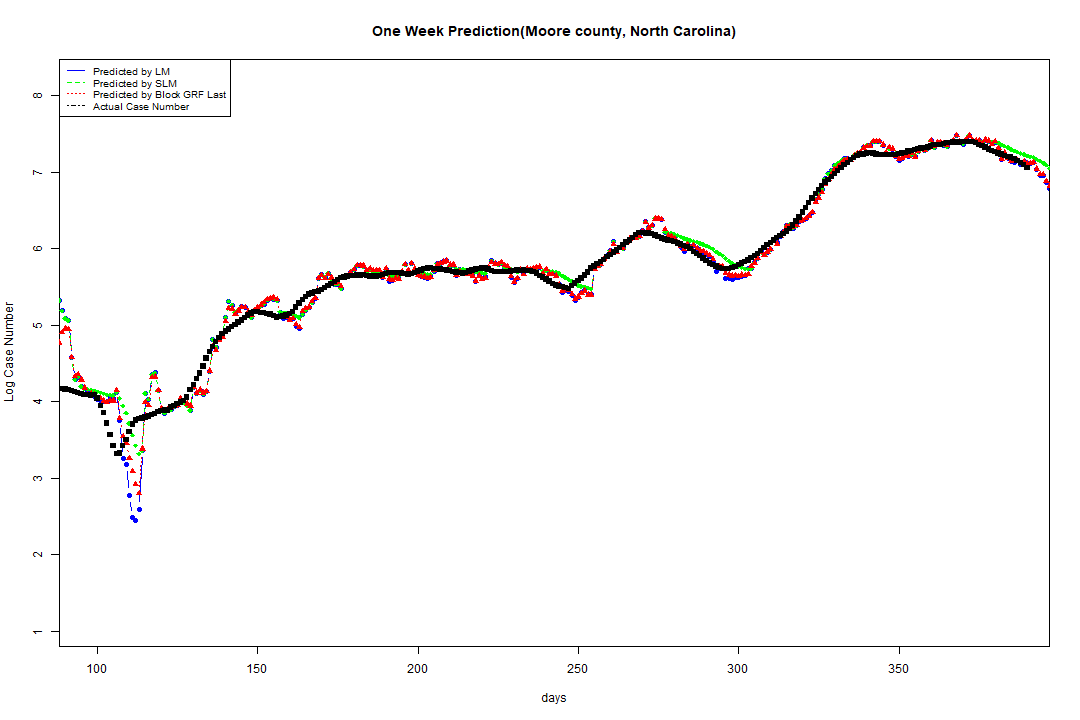 One Week Prediction(Moore county, North Carolina)
Predicted by LM
Predicted by SLM
Predicted by Block GRF Last
Actual Case Number
8
7
6
5
4
3
2
1
Log Case Number
100 150 200 250 300 350
days